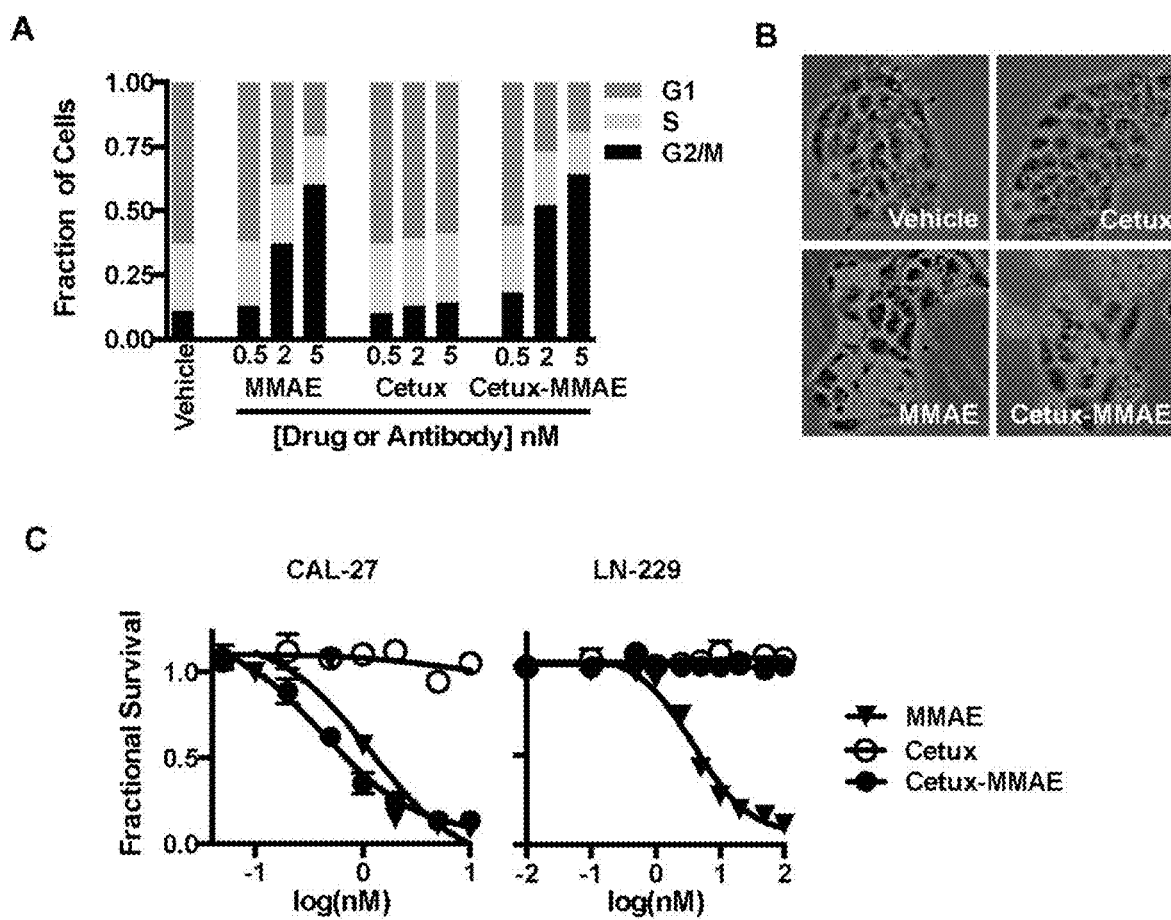 A
B
1.00
0.75
0.50
0.25
0.00
Fraction of Cells
G1
S
G2/M
Vehicle
0.5 2 5 0.5 2 5 0.5 2 5
MMAE Cetux Cetux-MMAE
[Drug or Antibody] nM
Vehicle Cetux
MMAE Cetux-MMAE
C
CAL-27 LN-229
Fractional Survival
1.0
0.5
0.0
-1 0 1 -2 -1 0 1 2
log(nM) log(nM)
MMAE
Cetux
Cetux-MMAE